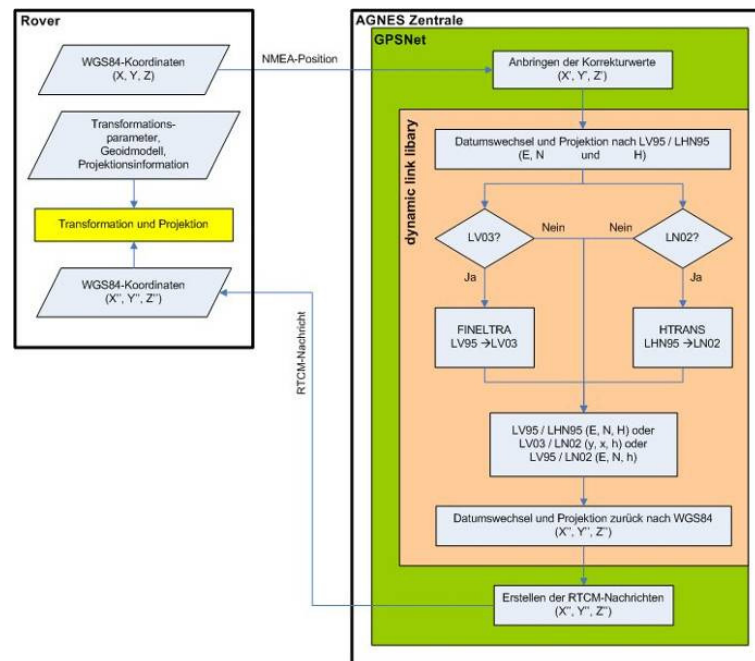 Rover
WGS84-Koordinaten
(X, Y, Z)
Transformations-
parameter,
Geoidmodell,
Projektionsinformation
Transformation und Projektion
WGS84-Koordinaten
(X'', Y'', Z'')
NMEA-Position
RTCM-Nachricht
AGNES Zentrale
GPSNet
Anbringen der Korrekturwerte
(X', Y', Z')
dynamic link libary
Datumswechsel und Projektion nach LV95 / LHN95
(E, N und H)
LV03?
Nein
Nein
LN02?
Ja
Ja
FINELTRA
LV95 →LV03
HTRANS
LHN95 →LN02
LV95 / LHN95 (E, N, H) oder
LV03 / LN02 (y, x, h) oder
LV95 / LN02 (E, N, h)
Datumswechsel und Projektion zurück nach WGS84
(X'', Y'', Z'')
Erstellen der RTCM-Nachrichten
(X'', Y'', Z'')